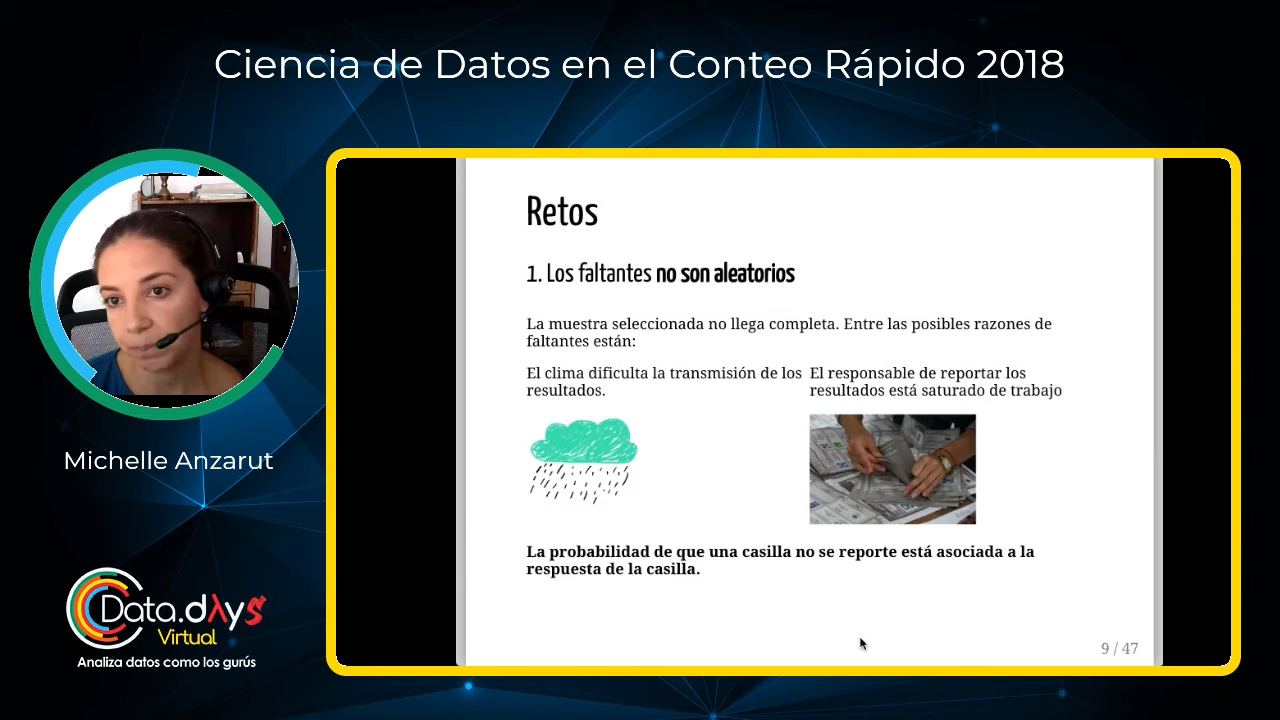 Ciencia de Datos en el Conteo Rápido 2018
Retos
1. Los faltantes no son aleatorios
La muestra seleccionada no llega completa. Entre las posibles razones de
faltantes están:
El clima dificulta la transmisión de los
resultados.
El responsable de reportar los
resultados está saturado de trabajo
La probabilidad de que una casilla no se reporte está asociada a la
respuesta de la casilla.
9 / 47
Michelle Anzarut
Data.dAys
Virtual
Analiza datos como los gurús